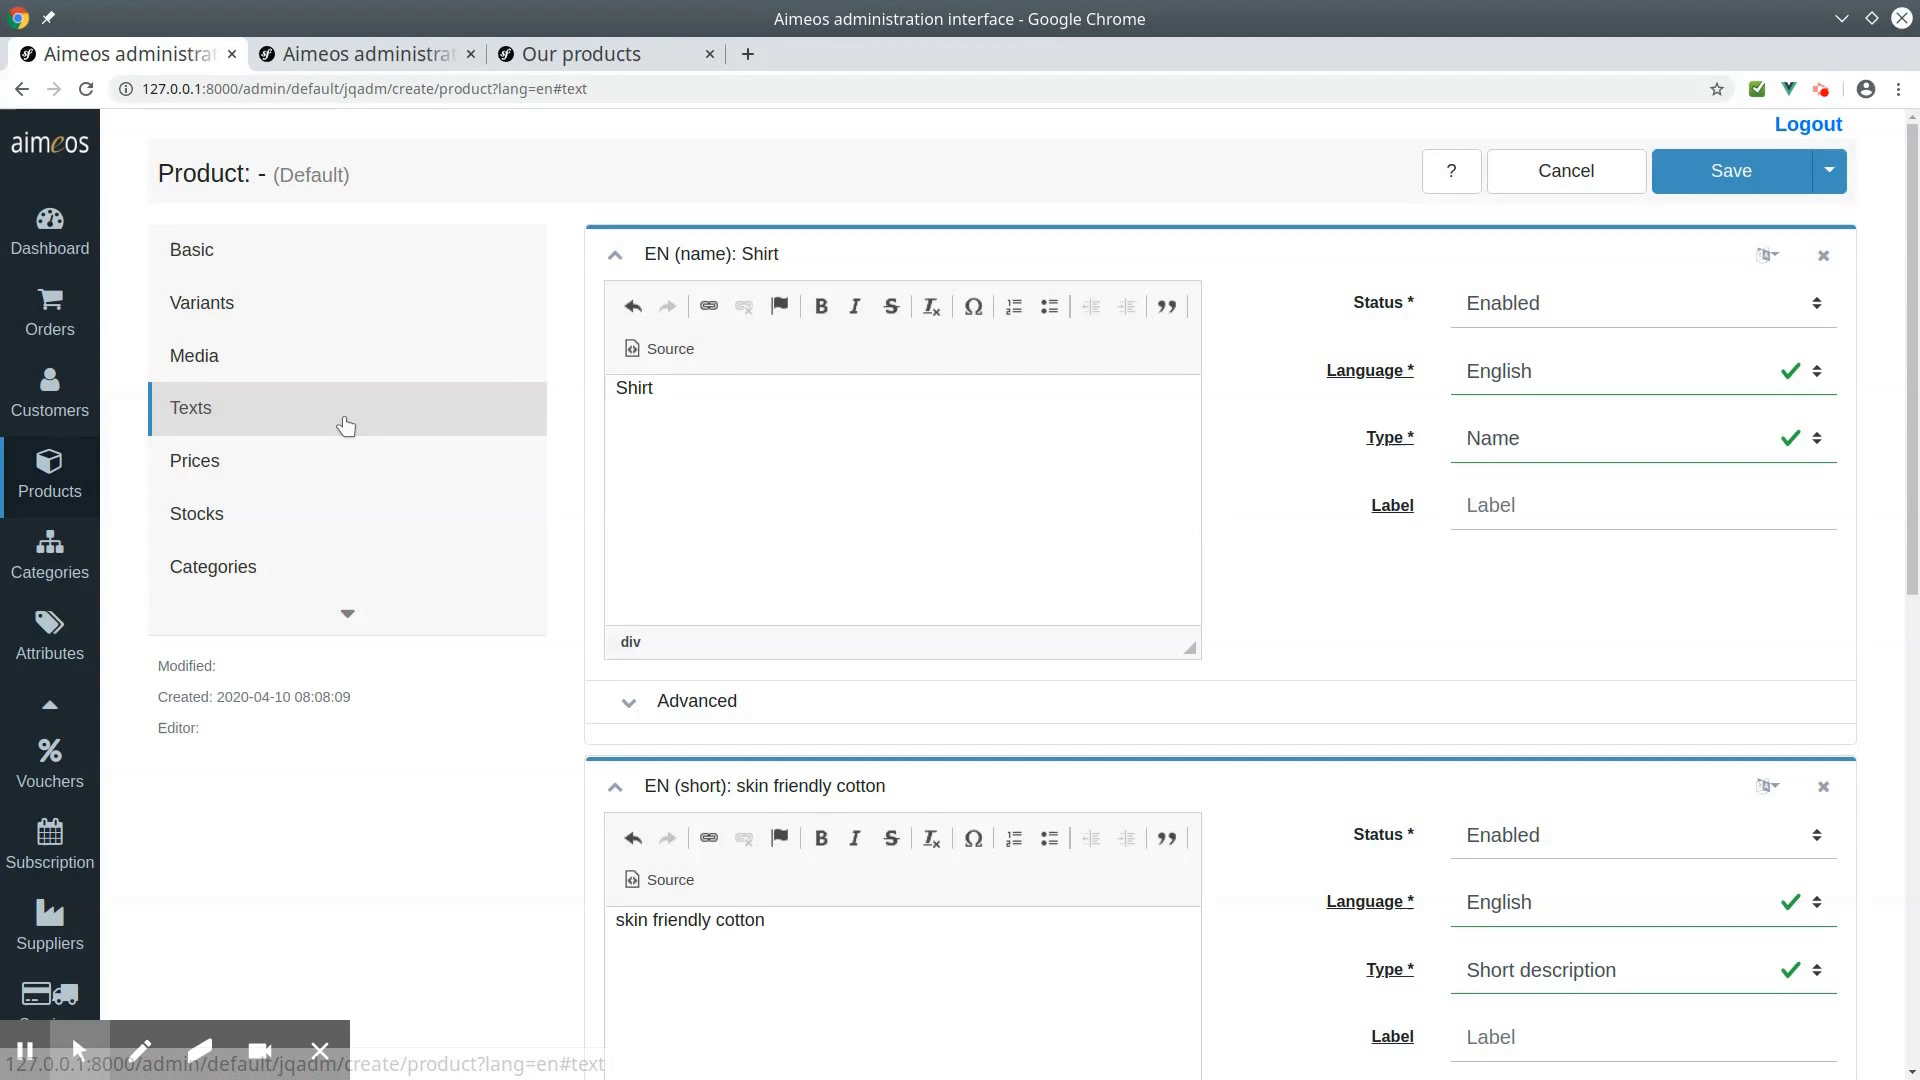 Aimeos administration interface - Google Chrome
Aimeos administrat
Aimeos administrat
Our products
127.0.0.1:8000/admin/default/jqadm/create/product?lang=en#text
aimeos
Logout
Product: - (Default)
?
Cancel
Save
Dashboard
Orders
Customers
Products
Categories
Attributes
Vouchers
Subscription
Suppliers
Basic
Variants
Media
Texts
Prices
Stocks
Categories
Modified:
Created: 2020-04-10 08:08:09
Editor:
EN (name): Shirt
Source
Shirt
div
Status * Enabled
Language * English
Type * Name
Label Label
Advanced
EN (short): skin friendly cotton
Source
skin friendly cotton
Status * Enabled
Language * English
Type * Short description
Label Label
127.0.0.1:8000/admin/default/jqadm/create/product?lang=en#text